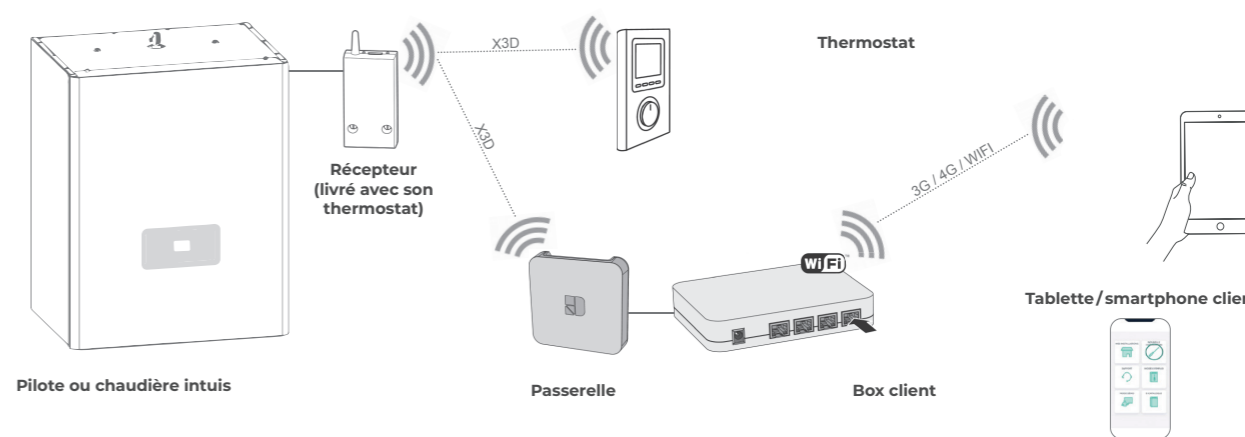 X3D
Thermostat
X3D
3G / 4G / WIFI
Récepteur
(livré avec son
thermostat)
WiFi
Tablette/smartphone clien
Pilote ou chaudière intuis
Passerelle
Box client